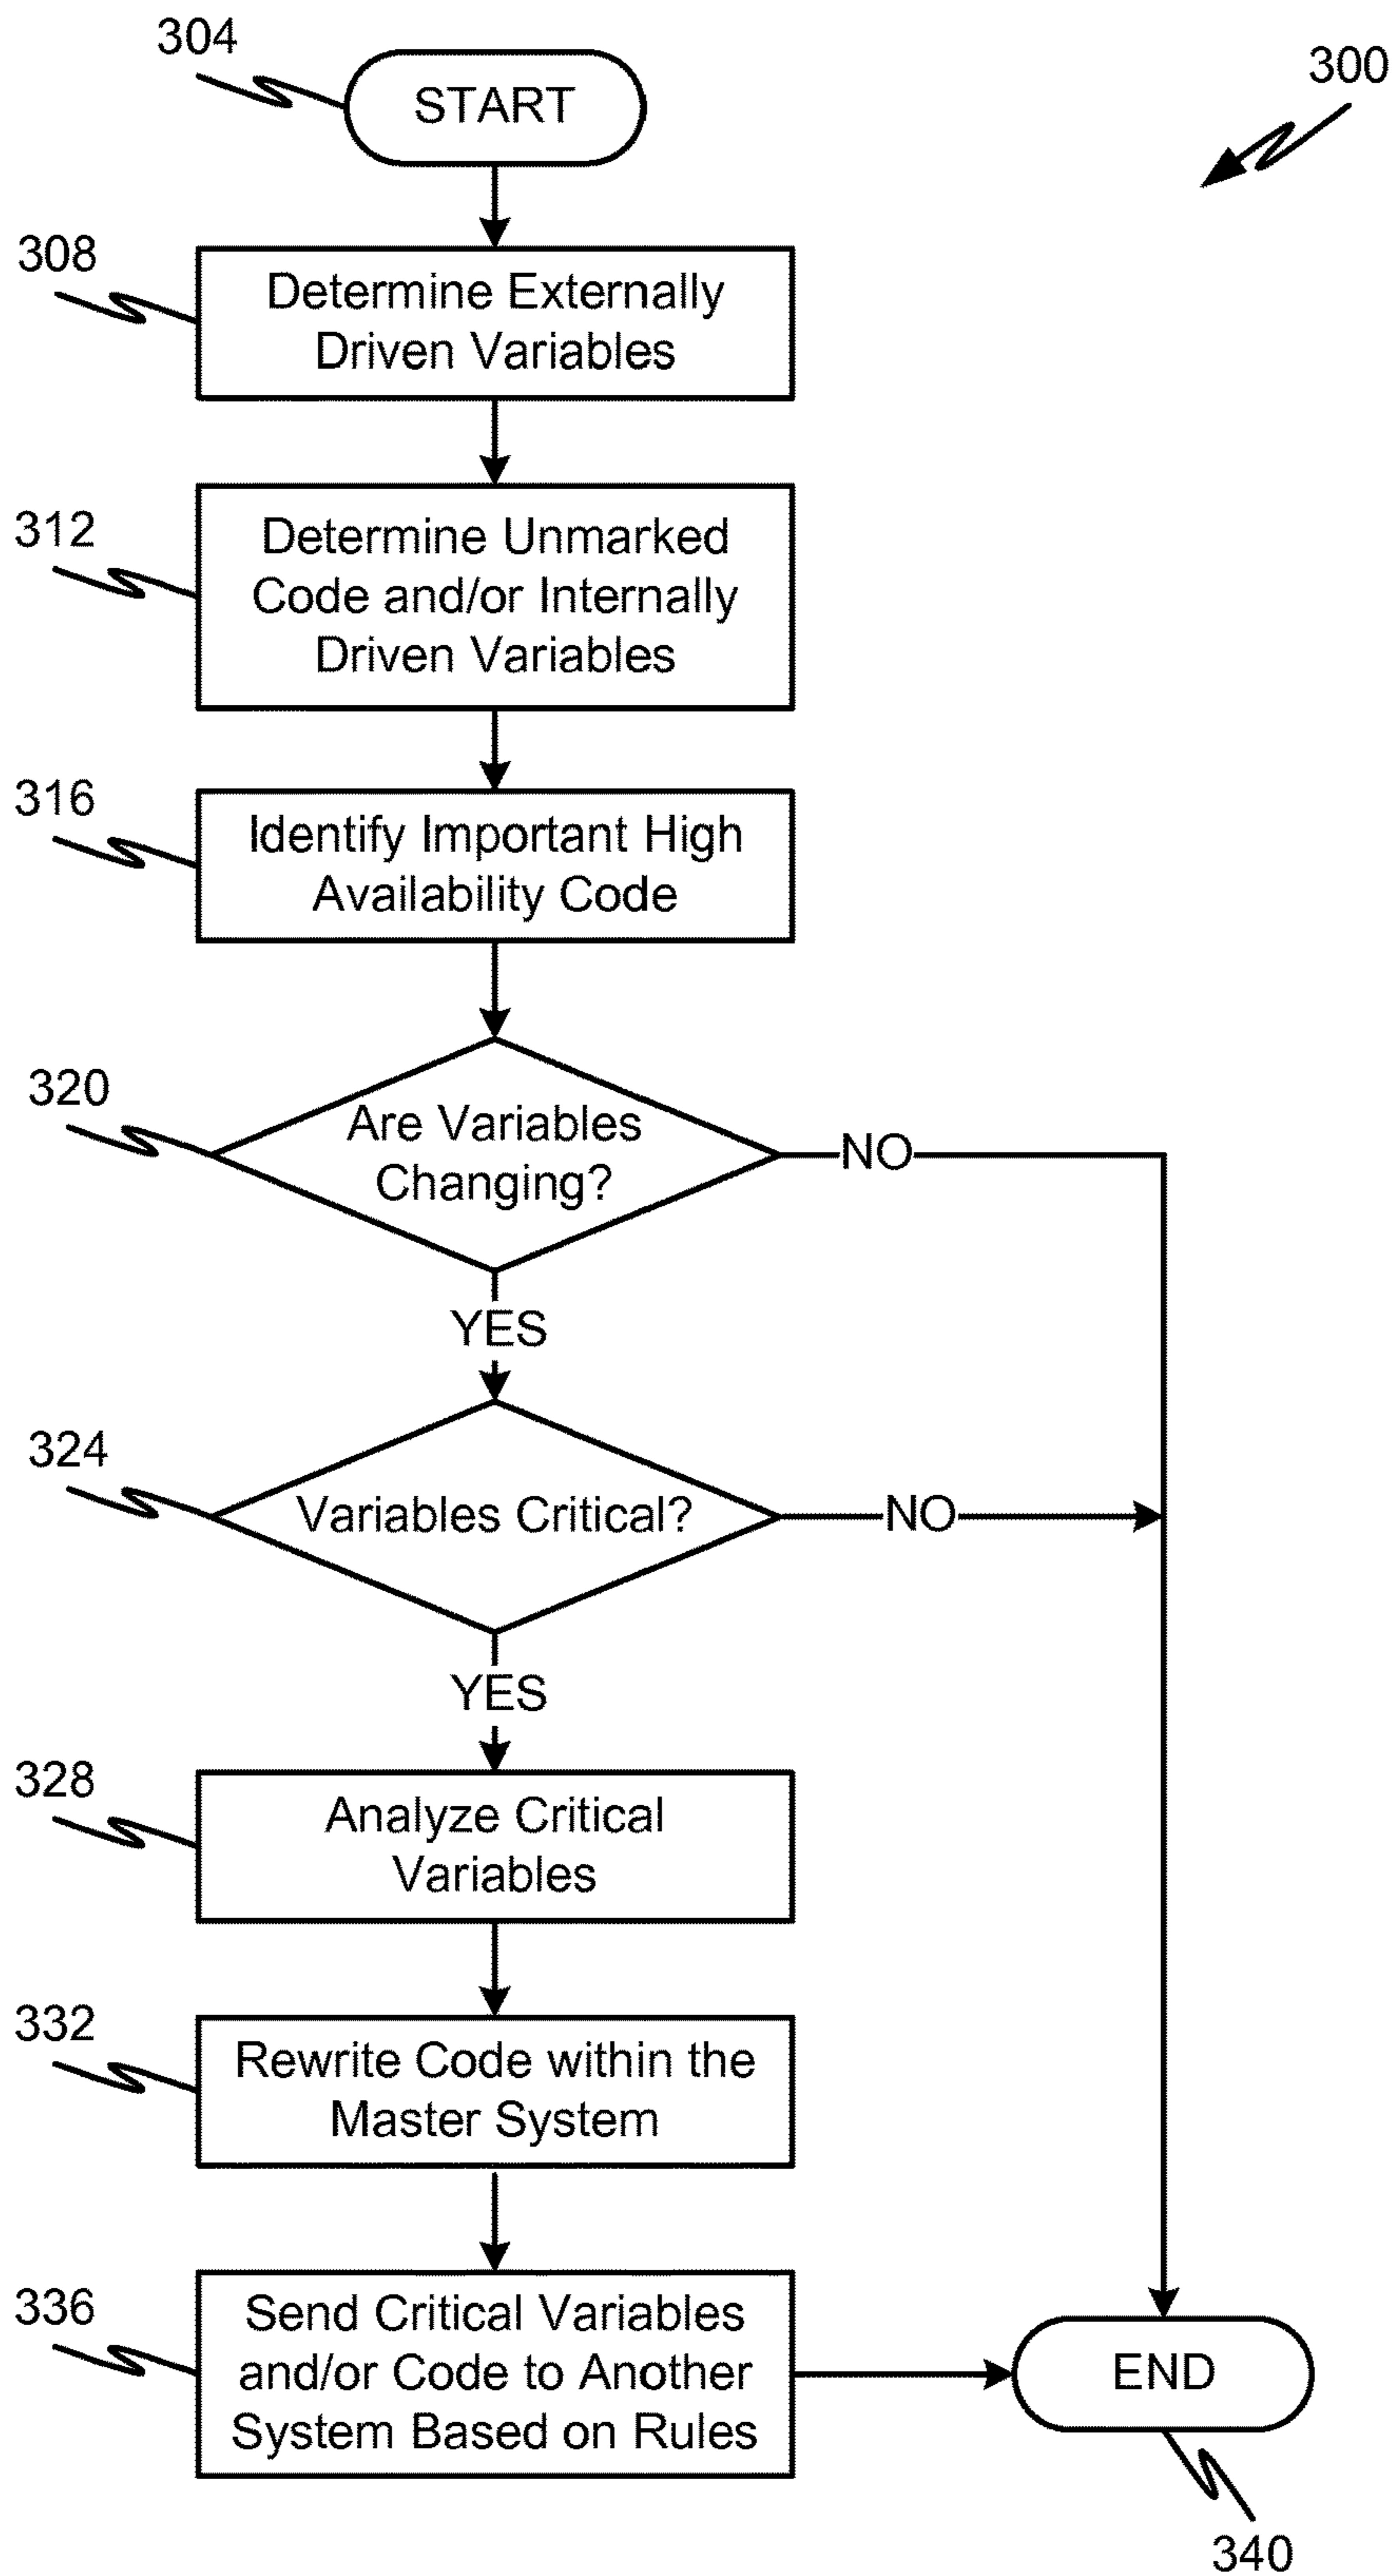 304
START
300
308
Determine Externally
Driven Variables
312
Determine Unmarked
Code and/or Internally
Driven Variables
316
Identify Important High
Availability Code
320
Are Variables
Changing?
NO
YES
324
Variables Critical?
NO
YES
328
Analyze Critical
Variables
332
Rewrite Code within the
Master System
336
Send Critical Variables
and/or Code to Another
System Based on Rules
END
340